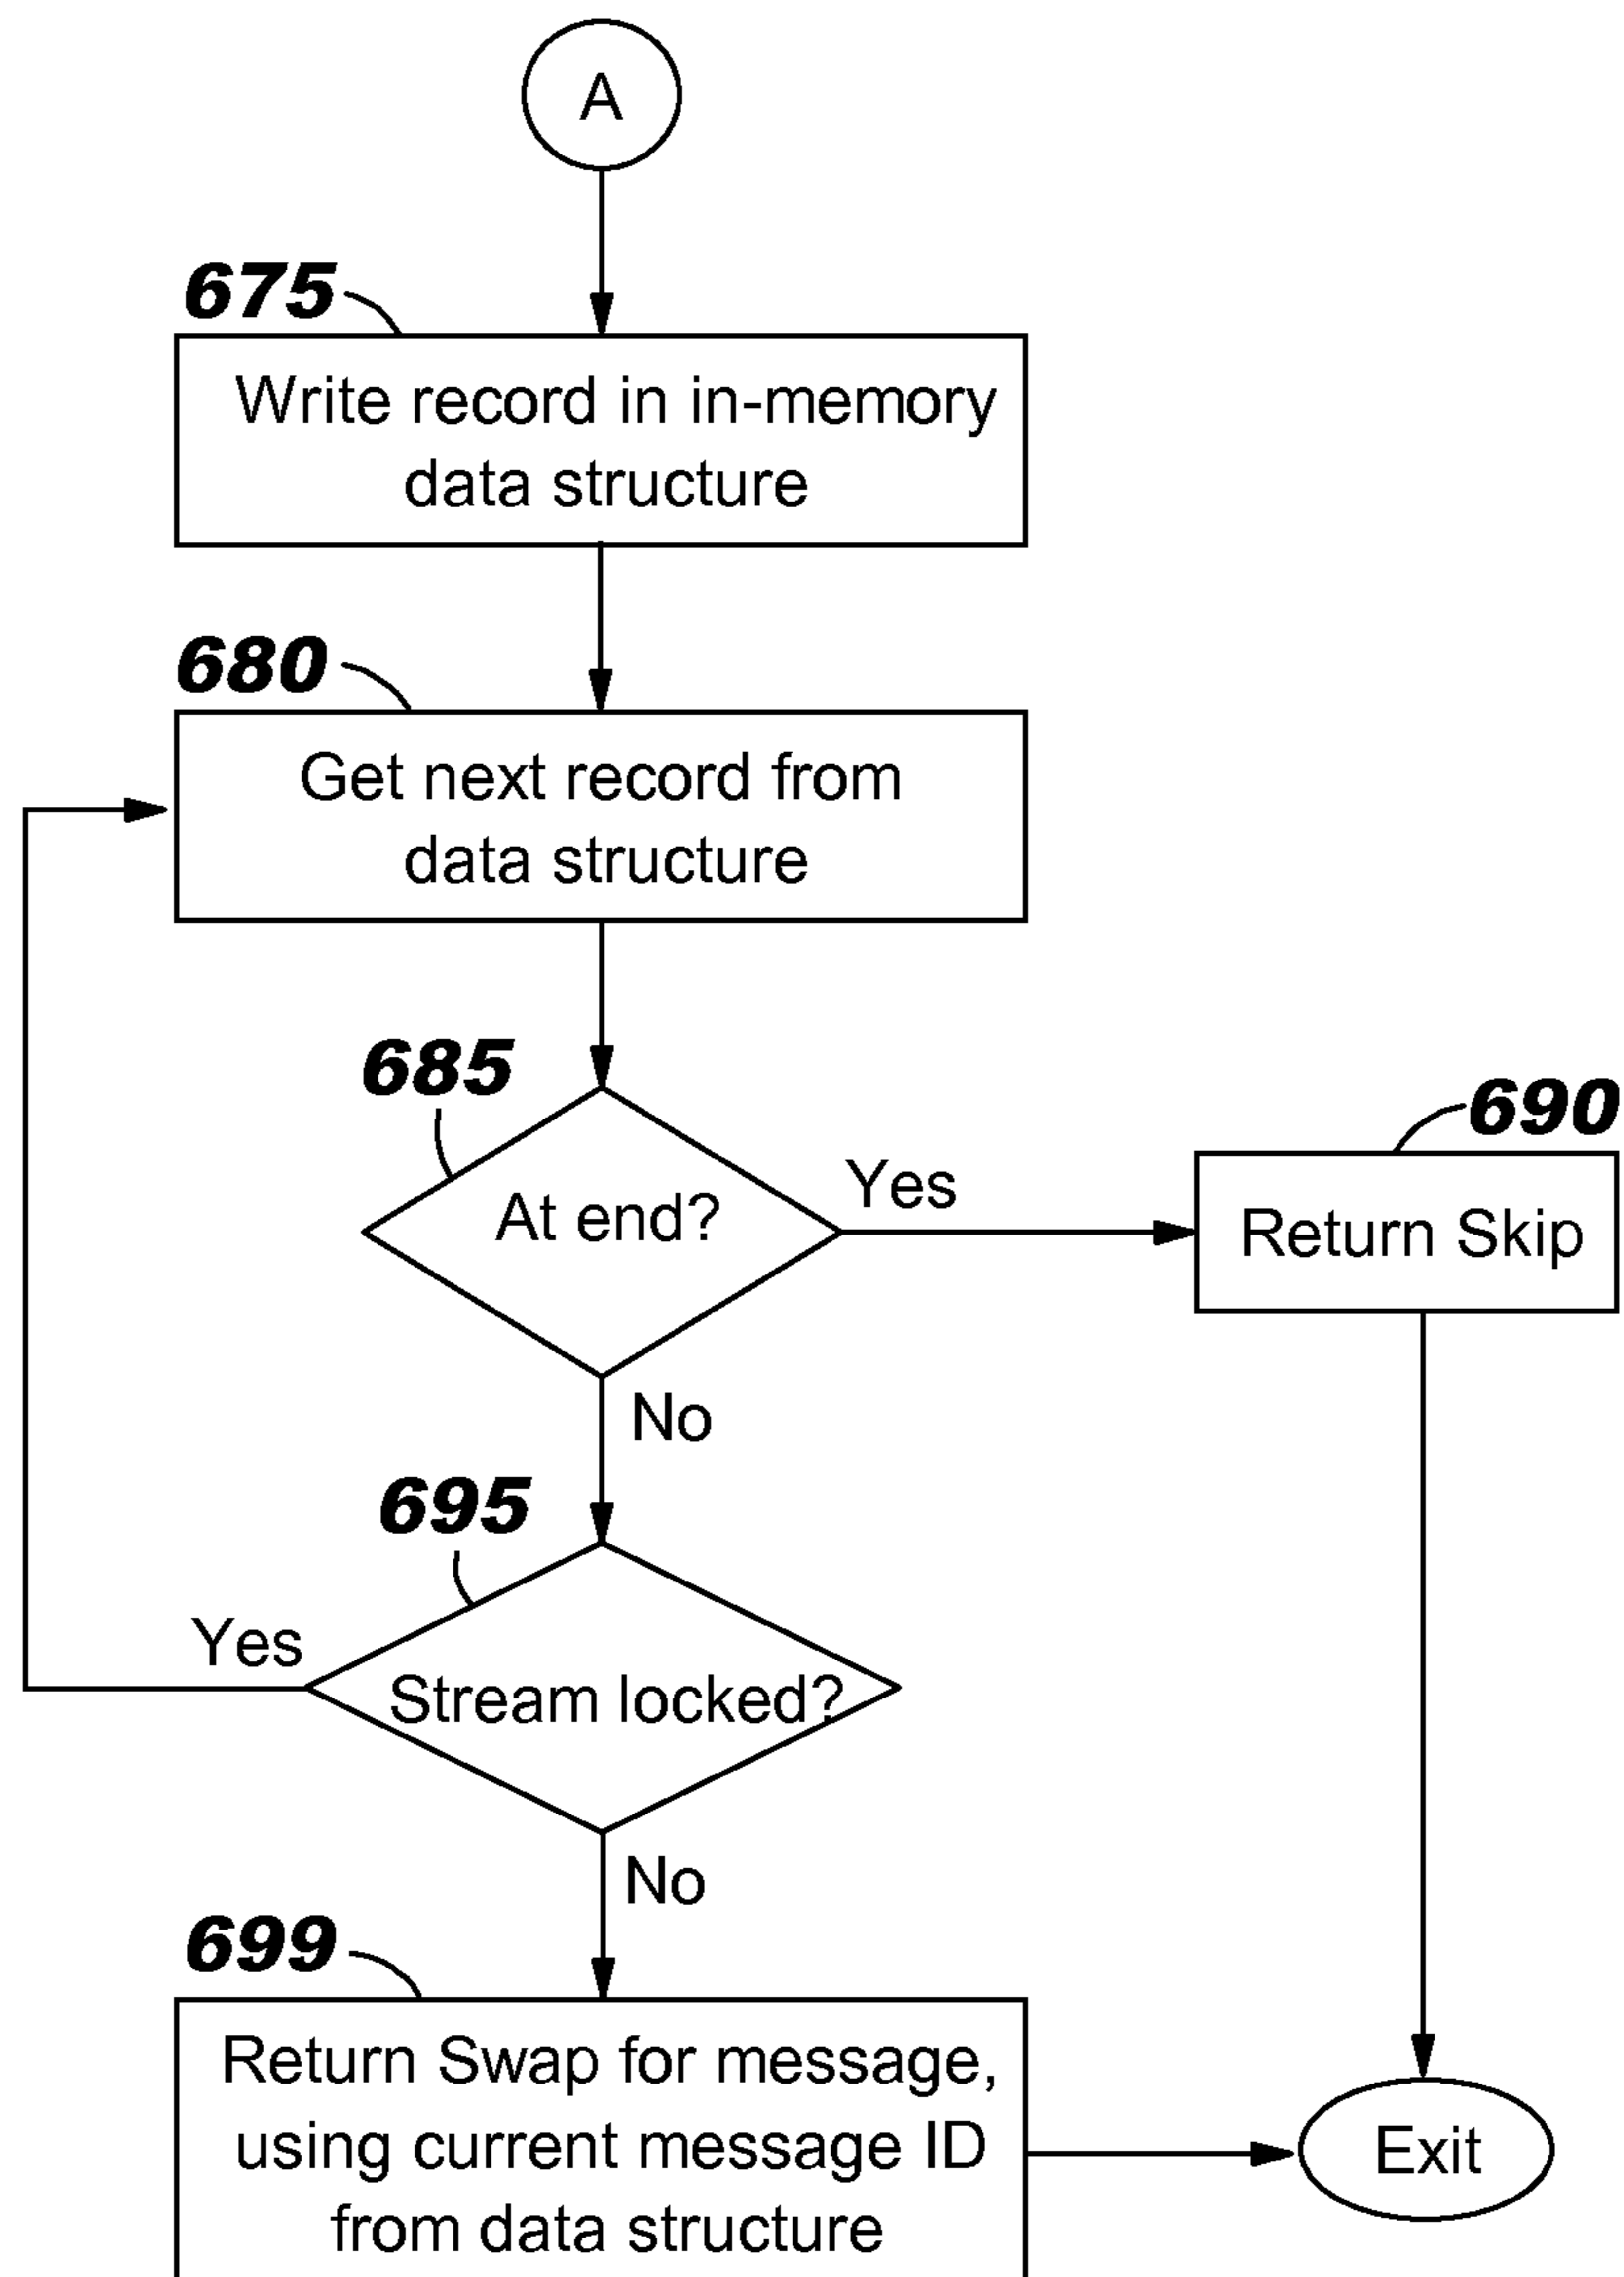 A
675
Write record in in-memory
data structure
680
Get next record from
data structure
685
At end?
Yes
690
Return Skip
No
695
Yes
Stream locked?
No
699
Return Swap for message,
using current message ID
from data structure
Exit